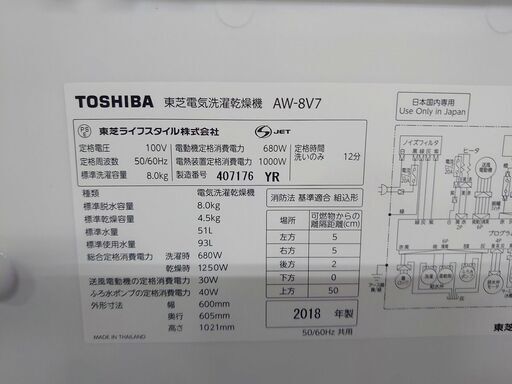 TOSHIBA 東芝電気洗濯乾燥機 AW-8V7
日本国内専用
Use Only in Japan
PS
E
東芝ライフスタイル株式会社
JET
定格電圧 100V 電動機定格消費電力 680W 定格時間
定格周波数 50/60Hz 電熱装置定格消費電力 1000W 洗いのみ 12分
標準洗濯容量 8.0kg 製造番号 407176 YR
種類 電気洗濯乾燥機
標準脱水容量 8.0kg
標準乾燥容量 4.5kg
標準水量 51L
標準使用水量 93L
総合定格消費電力 洗濯時 680W
乾燥時 1250W
送風電動機の定格消費電力 30W
ふろ水ポンプの定格消費電力 40W
外形寸法 幅 600mm
奥行 605mm
高さ 1021mm
MADE IN THAILAND
消防法 基準適合 組込形
場所 可燃物からの離隔距離(cm)
左方 5
右方 5
後方 2
下方 0
上方 50
2018 年製
50/60Hz 共用
ノイズフィルタ
ヒータ
送風電動機
プログラ
東芝